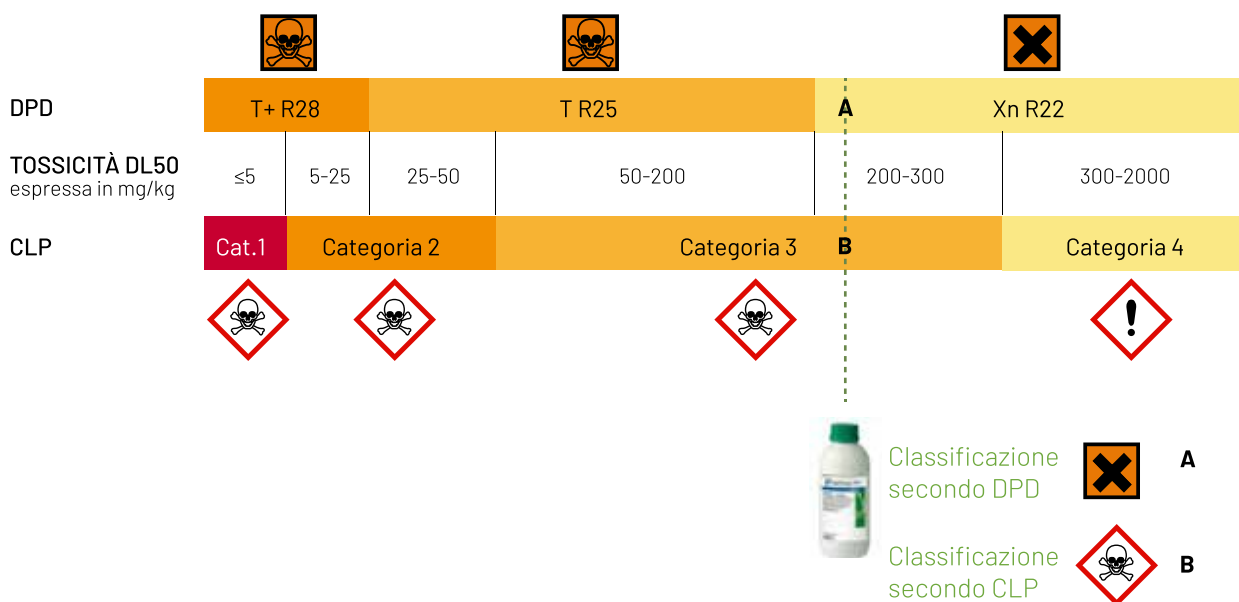 DPD
T+ R28
T R25
A
Xn R22
TOSSICITÀ DL50
espressa in mg/kg
≤5
5-25
25-50
50-200
200-300
300-2000
CLP
Cat.1
Categoria 2
Categoria 3
B
Categoria 4
Classificazione
secondo DPD
A
Classificazione
secondo CLP
B